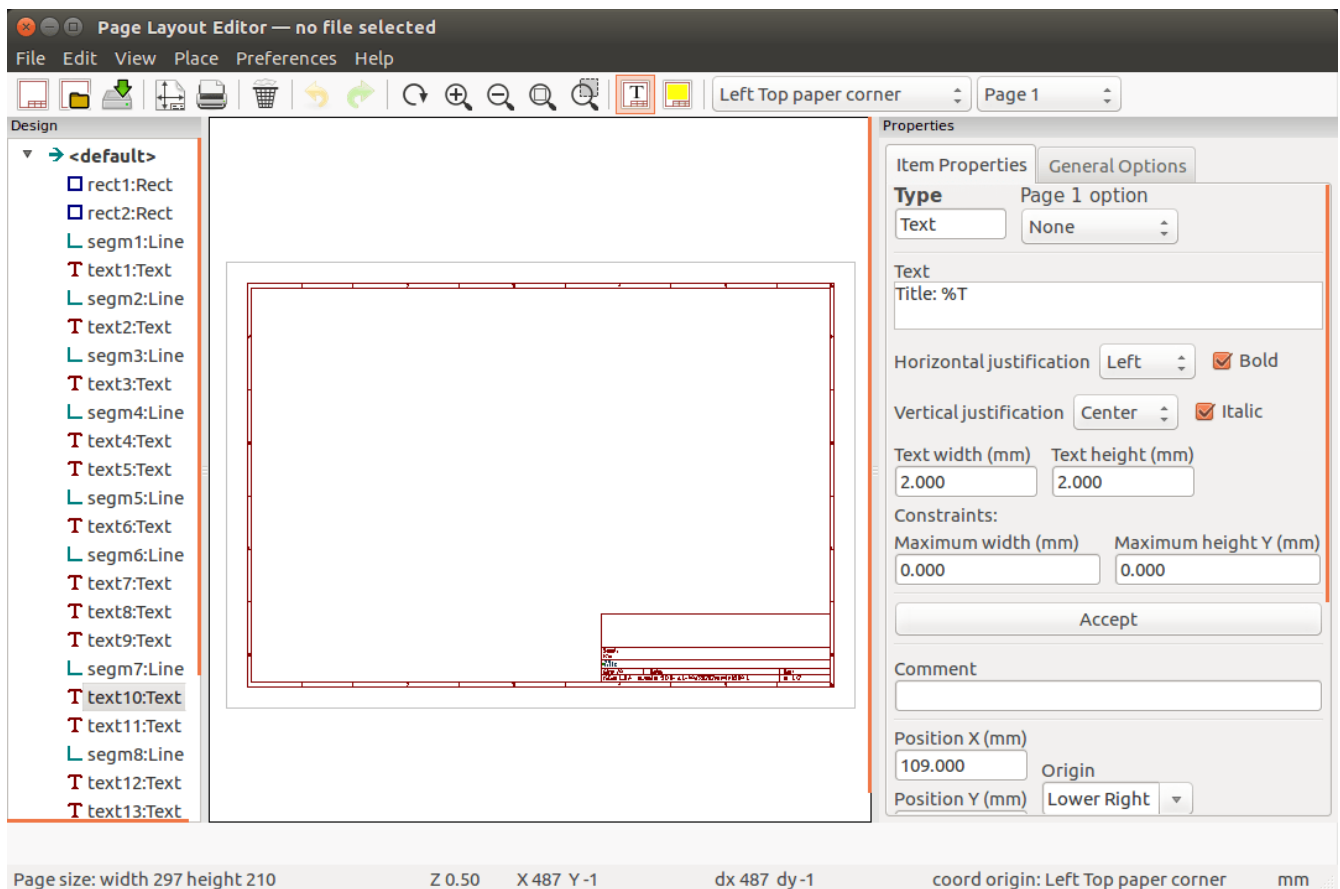 Page Layout Editor — no file selected
File Edit View Place Preferences Help
T Left Top paper corner Page 1
Design
<default>
rect1:Rect
rect2:Rect
segm1:Line
T text1:Text
segm2:Line
T text2:Text
segm3:Line
T text3:Text
segm4:Line
T text4:Text
T text5:Text
segm5:Line
T text6:Text
segm6:Line
T text7:Text
T text8:Text
T text9:Text
segm7:Line
T text10:Text
T text11:Text
segm8:Line
T text12:Text
T text13:Text
Properties
Item Properties General Options
Type Page 1 option
Text None
Text
Title: %T
Horizontal justification Left Bold
Vertical justification Center Italic
Text width (mm) Text height (mm)
2.000 2.000
Constraints:
Maximum width (mm) Maximum height Y (mm)
0.000 0.000
Accept
Comment
Position X (mm)
109.000 Origin
Position Y (mm) Lower Right
Page size: width 297 height 210 Z 0.50 X 487 Y -1 dx 487 dy -1 coord origin: Left Top paper corner mm